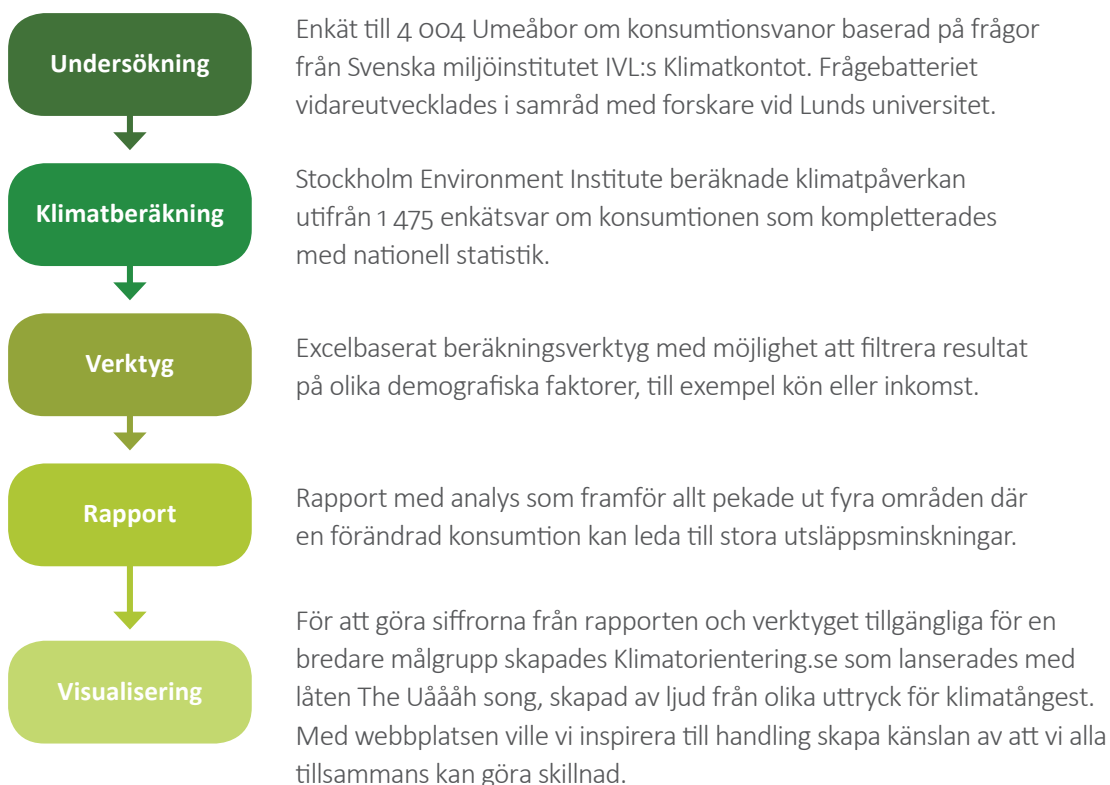 Undersökning
Enkät till 4 004 Umeåbor om konsumtionsvanor baserad på frågor
från Svenska miljöinstitutet IVL:s Klimatkontot. Frågebatteriet
vidareutvecklades i samråd med forskare vid Lunds universitet.
Klimatberäkning
Stockholm Environment Institute beräknade klimatpåverkan
utifrån 1 475 enkätsvar om konsumtionen som kompletterades
med nationell statistik.
Verktyg
Excelbaserat beräkningsverktyg med möjlighet att filtrera resultat
på olika demografiska faktorer, till exempel kön eller inkomst.
Rapport
Rapport med analys som framför allt pekade ut fyra områden där
en förändrad konsumtion kan leda till stora utsläppsminskningar.
Visualisering
För att göra siffrorna från rapporten och verktyget tillgängliga för en
bredare målgrupp skapades Klimatorientering.se som lanserades med
låten The Uåååh song, skapad av ljud från olika uttryck för klimatångest.
Med webbplatsen ville vi inspirera till handling skapa känslan av att vi alla
tillsammans kan göra skillnad.